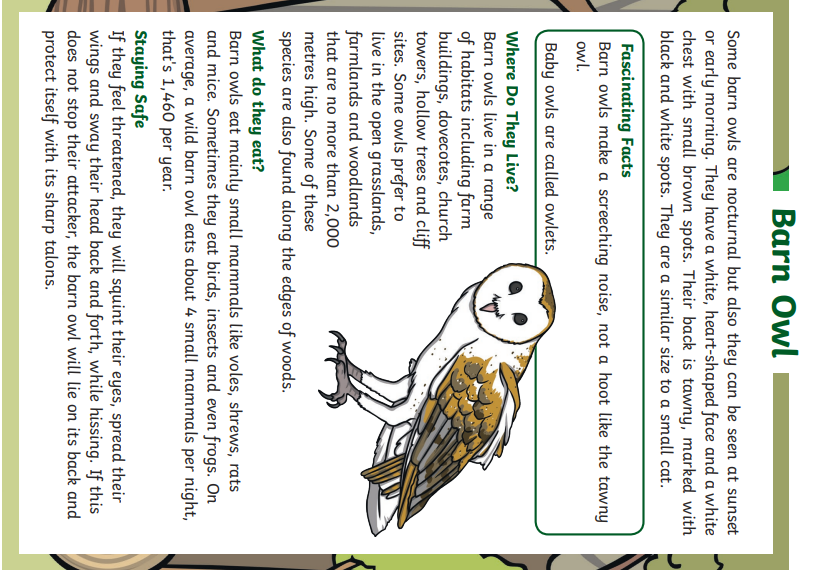 Barn Owl
Some barn owls are nocturnal but also they can be seen at sunset
or early morning. They have a white, heart-shaped face and a white
chest with small brown spots. Their back is tawny, marked with
black and white spots. They are a similar size to a small cat.
Fascinating Facts
Barn owls make a screeching noise, not a hoot like the tawny
owl.
Baby owls are called owlets.
Where Do They Live?
Barn owls live in a range
of habitats including farm
buildings, dovecotes, church
towers, hollow trees and cliff
sites. Some owls prefer to
live in the open grasslands,
farmlands and woodlands
that are no more than 2,000
metres high. Some of these
species are also found along the edges of woods.
What do they eat?
Barn owls eat mainly small mammals like voles, shrews, rats
and mice. Sometimes they eat birds, insects and even frogs. On
average, a wild barn owl eats about 4 small mammals per night,
that's 1,460 per year.
Staying Safe
If they feel threatened, they will squint their eyes, spread their
wings and sway their head back and forth, while hissing. If this
does not stop their attacker, the barn owl will lie on its back and
protect itself with its sharp talons.